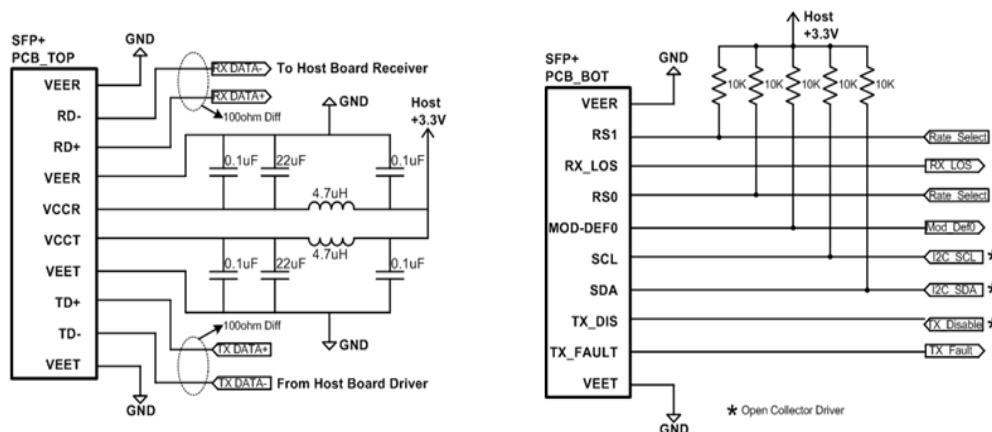 SFP+
PCB_TOP
GND
VEER
RD-
RD+
VEER
VCCR
VCCT
VEET
TD+
TD-
VEET
GND
RX DATA-
To Host Board Receiver
RX DATA+
100ohm Diff
GND
Host
+3.3V
0.1uF
22uF
0.1uF
4.7uH
4.7uH
0.1uF
22uF
0.1uF
100ohm Diff
GND
TX DATA+
TX DATA-
From Host Board Driver
SFP+
PCB_BOT
GND
Host
+3.3V
10K
10K
10K
10K
10K
VEER
RS1
Rate_Select
RX_LOS
RX_LOS
RS0
Rate_Select
MOD-DEF0
Mod_Def0
SCL
I2C_SCL *
SDA
I2C_SDA *
TX_DIS
TX_Disable *
TX_FAULT
TX_Fault
VEET
GND
* Open Collector Driver